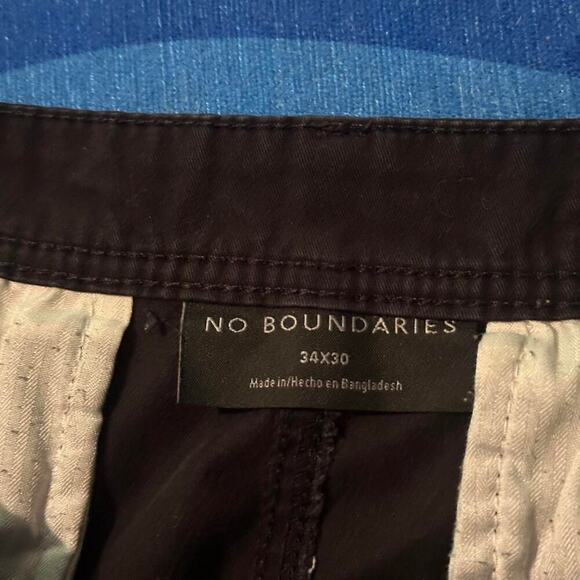 NO BOUNDARIES
34X30
Made in/Hecho en Bangladesh